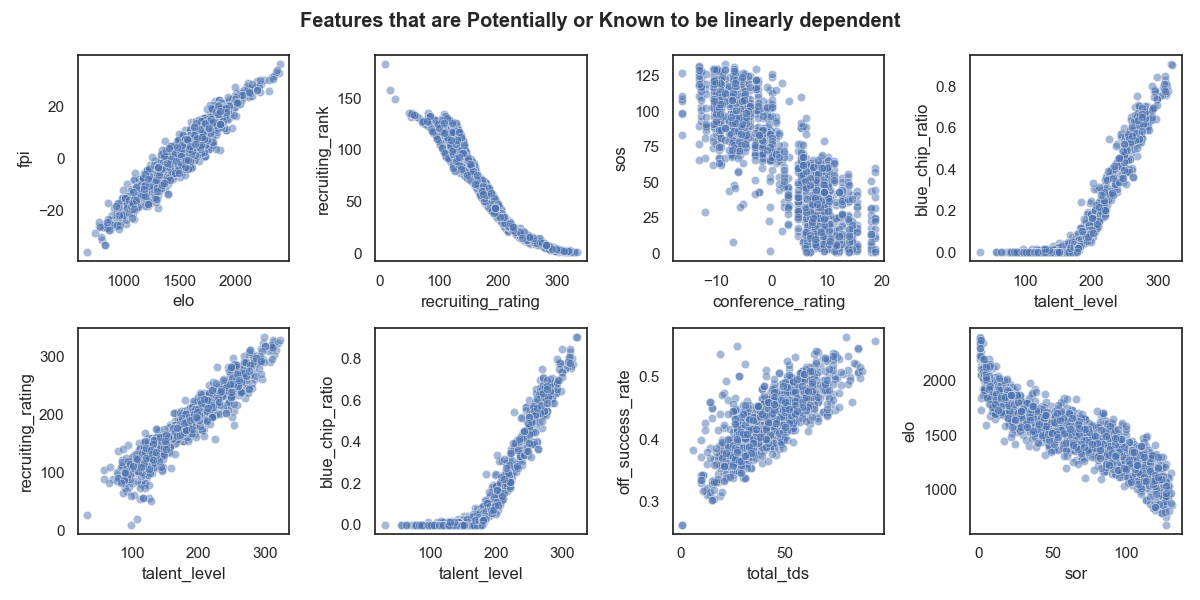 Features that are Potentially or Known to be linearly dependent
fpi
20
0
−20
1000 1500 2000
elo
recruiting_rank
150
100
50
0
0 100 200 300
recruiting_rating
sos
125
100
75
50
25
0
−10 0 10 20
conference_rating
blue_chip_ratio
0.8
0.6
0.4
0.2
0.0
100 200 300
talent_level
recruiting_rating
300
200
100
0
100 200 300
talent_level
blue_chip_ratio
0.8
0.6
0.4
0.2
0.0
100 200 300
talent_level
off_success_rate
0.5
0.4
0.3
0 50
total_tds
elo
2000
1500
1000
0 50 100
sor